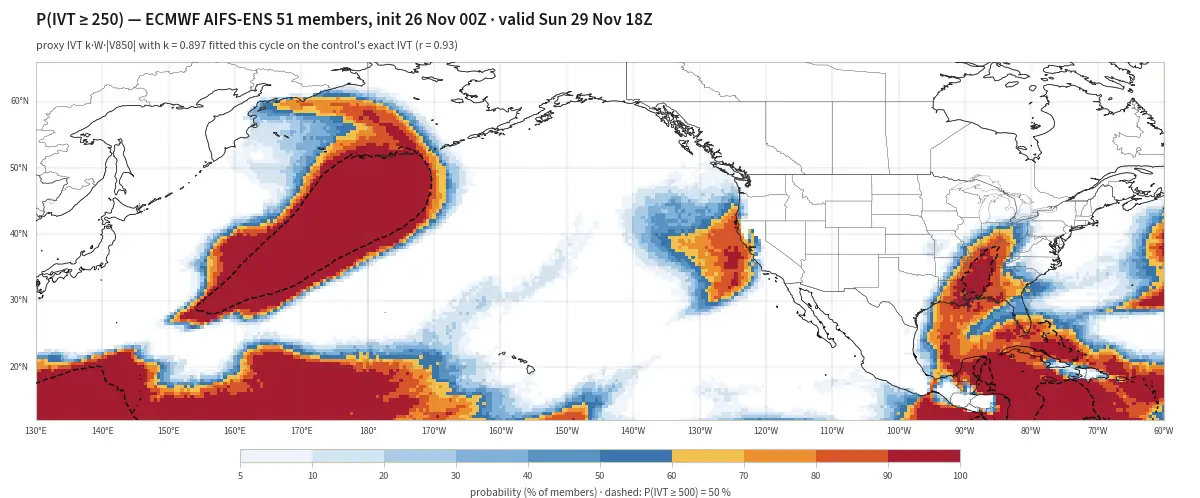 P(IVT ≥ 250) — ECMWF AIFS-ENS 51 members, init 26 Nov 00Z · valid Sun 29 Nov 18Z
proxy IVT k·W·|V850| with k = 0.897 fitted this cycle on the control's exact IVT (r = 0.93)
60°N
50°N
40°N
30°N
20°N
130°E 140°E 150°E 160°E 170°E 180° 170°W 160°W 150°W 140°W 130°W 120°W 110°W 100°W 90°W 80°W 70°W 60°W
5 10 20 30 40 50 60 70 80 90 100
probability (% of members) · dashed: P(IVT ≥ 500) = 50 %